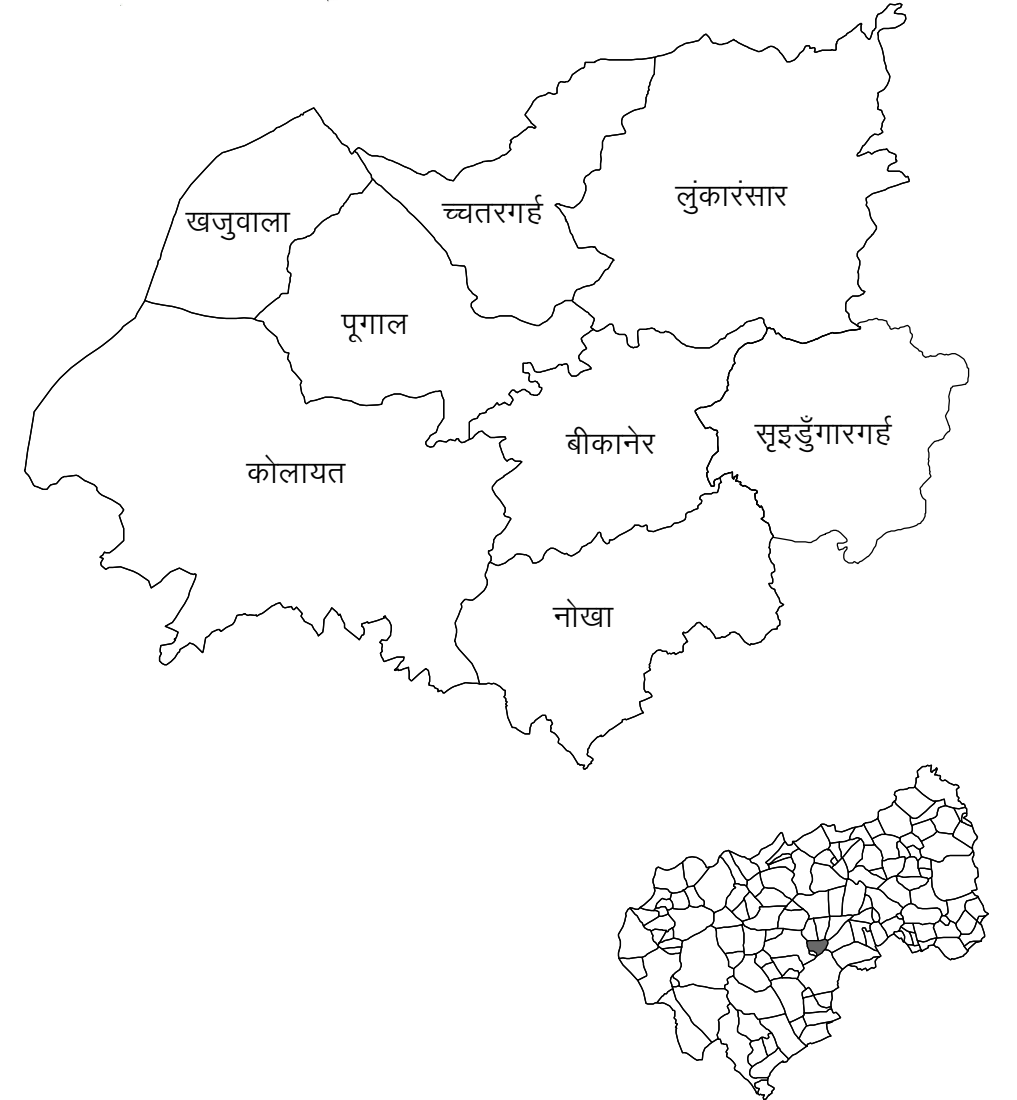 लुंकारंसार
च्चतरगर्ह
खजुवाला
पूगाल
सृइडुँगारगर्ह
बीकानेर
कोलायत
नोखा